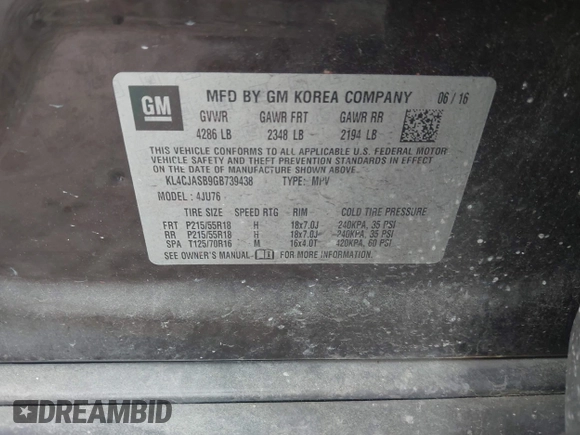 GM
MFD BY GM KOREA COMPANY 06/16
GVWR GAWR FRT GAWR RR
4286 LB 2348 LB 2194 LB
THIS VEHICLE CONFORMS TO ALL APPLICABLE U.S. FEDERAL MOTOR
VEHICLE SAFETY AND THEFT PREVENTION STANDARDS IN EFFECT
ON THE DATE OF MANUFACTURE SHOWN ABOVE.
KL4CJASB9GB739438 TYPE: MPV
MODEL: 4JU76
TIRE SIZE SPEED RTG RIM COLD TIRE PRESSURE
FRT P215/55R18 H 18x7.0J 240KPA, 35 PSI
RR P215/55R18 H 18x7.0J 240KPA, 35 PSI
SPA T125/70R16 M 16x4.0T 420KPA, 60 PSI
SEE OWNER'S MANUAL FOR MORE INFORMATION.
DREAMBID